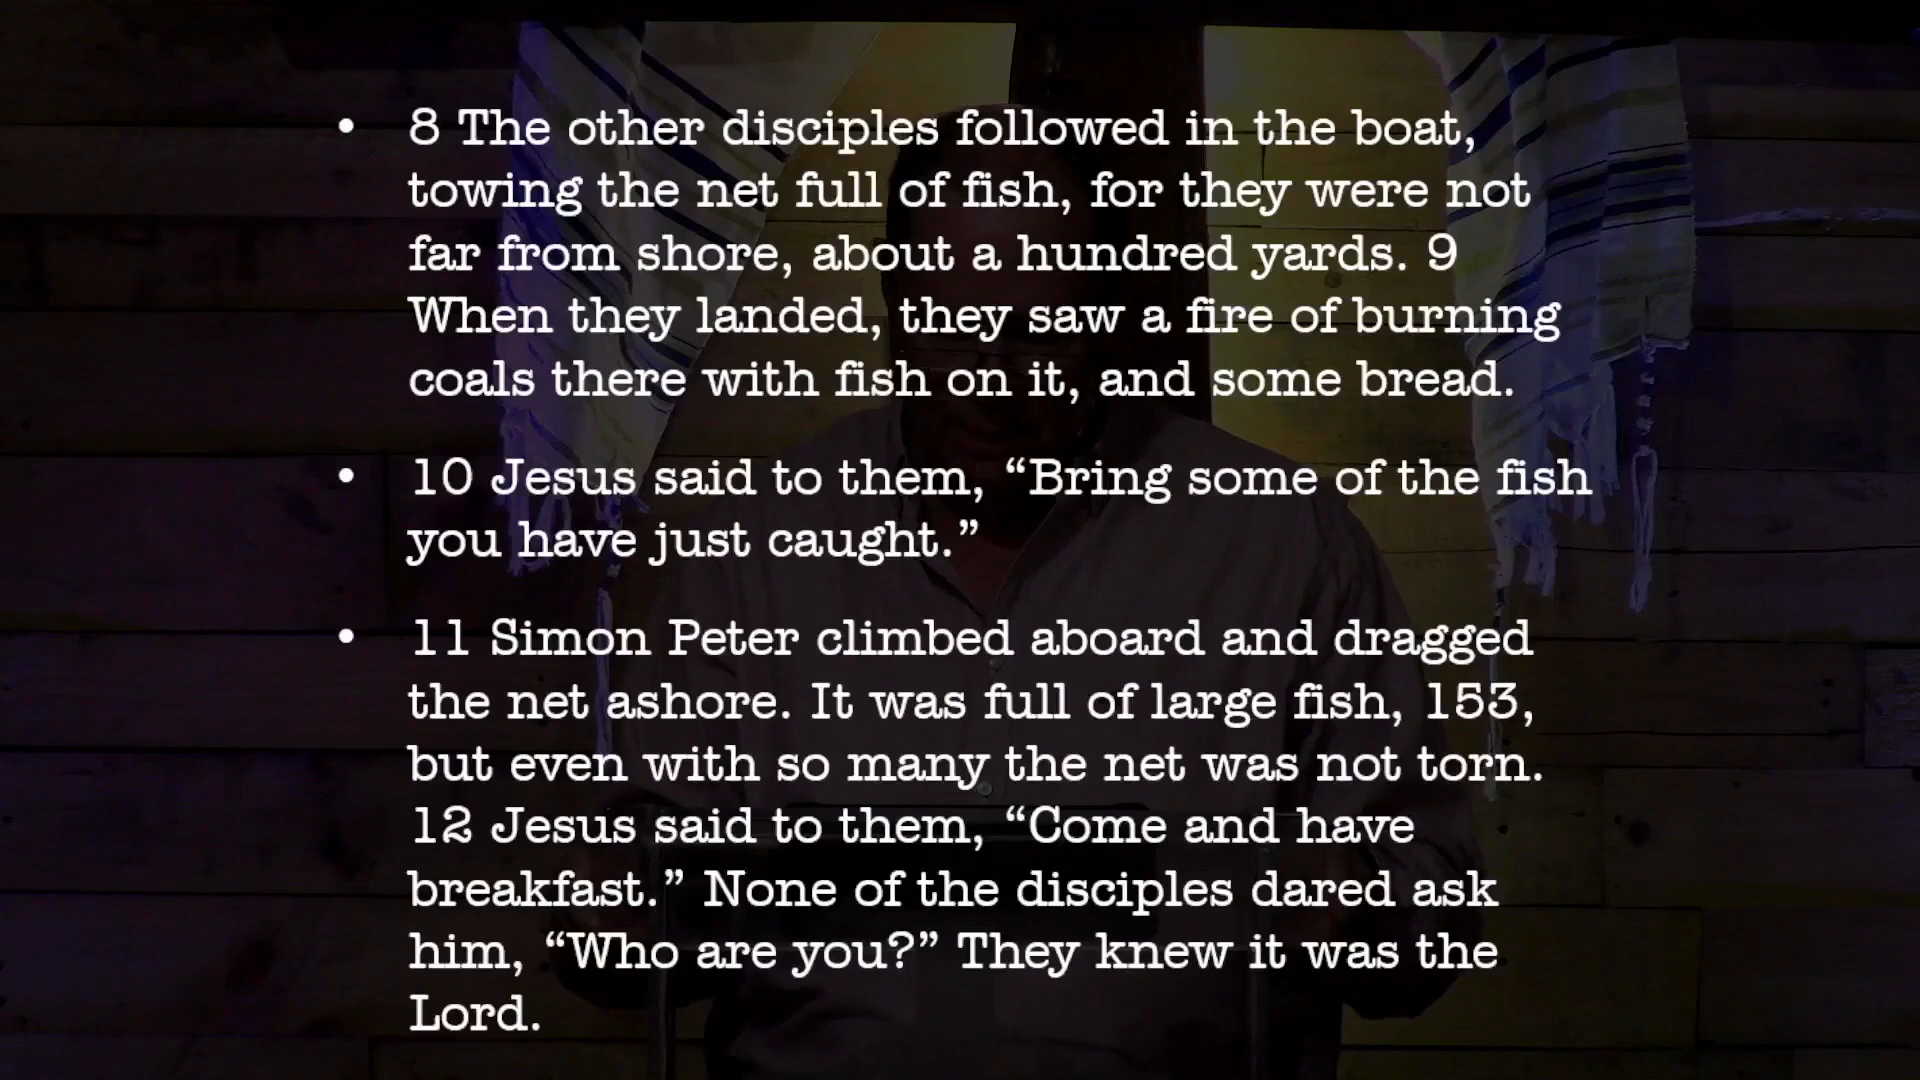 • 8 The other disciples followed in the boat,
towing the net full of fish, for they were not
far from shore, about a hundred yards. 9
When they landed, they saw a fire of burning
coals there with fish on it, and some bread.
• 10 Jesus said to them, “Bring some of the fish
you have just caught.”
• 11 Simon Peter climbed aboard and dragged
the net ashore. It was full of large fish, 153,
but even with so many the net was not torn.
12 Jesus said to them, “Come and have
breakfast.” None of the disciples dared ask
him, “Who are you?” They knew it was the
Lord.